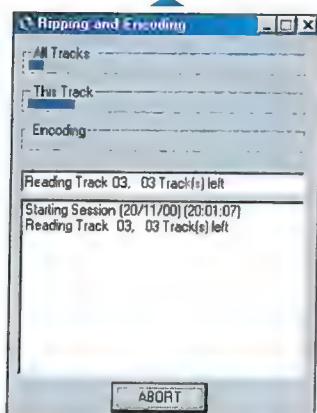 Ripping and Encoding
All Tracks
This Track
Encoding
Reading Track 03, 03 Track(s) left
Starting Session (20/11/00) (20:01:07)
Reading Track 03, 03 Track(s) left
ABORT